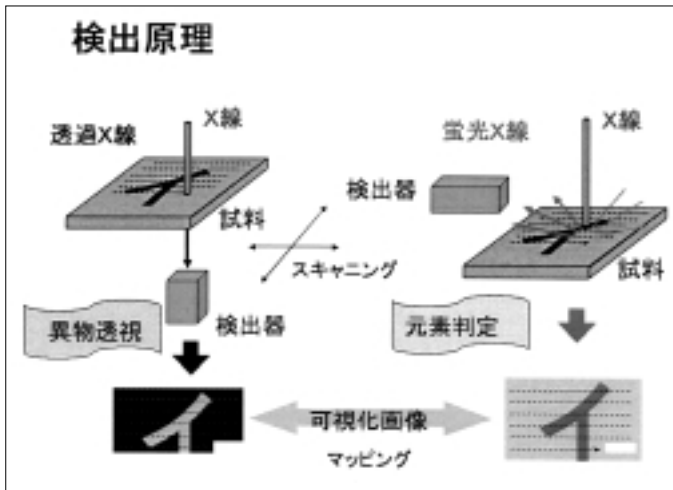 検出原理
透過X線
X線
試料
検出器
異物透視
スキャニング
蛍光X線
X線
検出器
試料
元素判定
イ
可視化画像
マッピング
イ